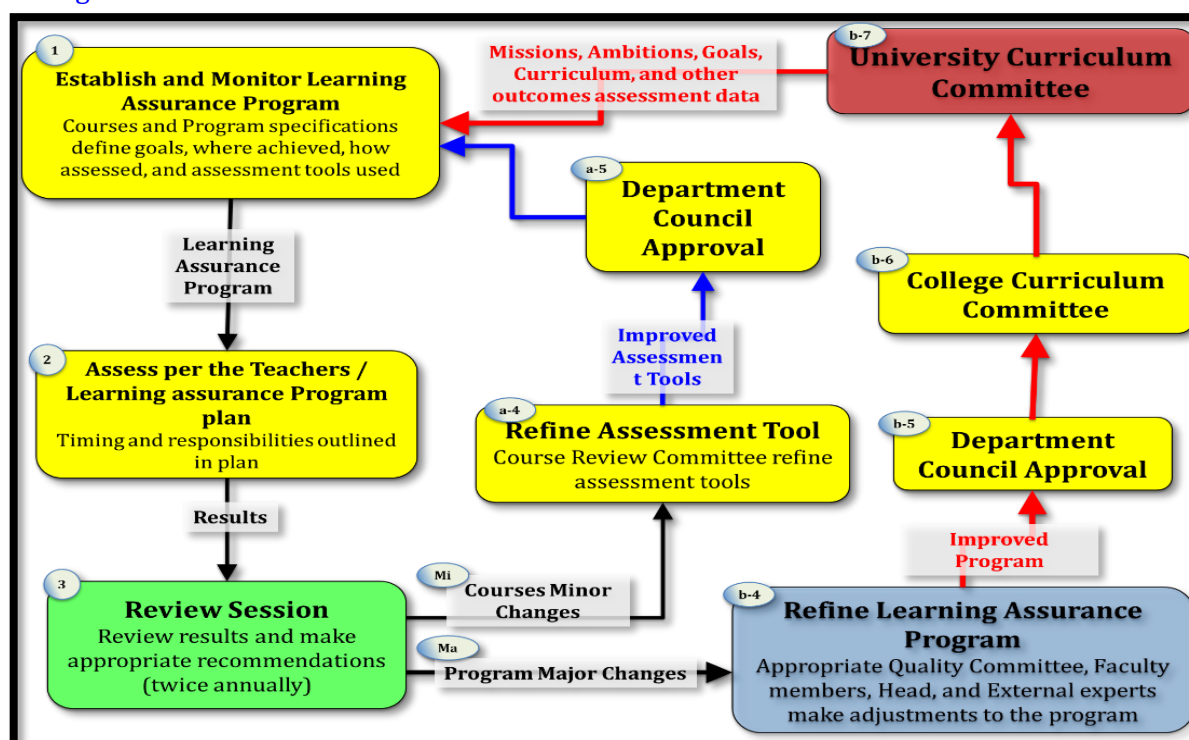 1
Establish and Monitor Learning
Assurance Program
Courses and Program specifications
define goals, where achieved, how
assessed, and assessment tools used
Missions, Ambitions, Goals,
Curriculum, and other
outcomes assessment data
b-7
University Curriculum
Committee
a-5
Department
Council
Approval
Learning
Assurance
Program
b-6
College Curriculum
Committee
2
Assess per the Teachers /
Learning assurance Program
plan
Timing and responsibilities outlined
in plan
Improved
Assessmen
t Tools
a-4
Refine Assessment Tool
Course Review Committee refine
assessment tools
b-5
Department
Council Approval
Results
Improved
Program
3
Review Session
Review results and make
appropriate recommendations
(twice annually)
Mi
Courses Minor
Changes
Ma
Program Major Changes
b-4
Refine Learning Assurance
Program
Appropriate Quality Committee, Faculty
members, Head, and External experts
make adjustments to the program